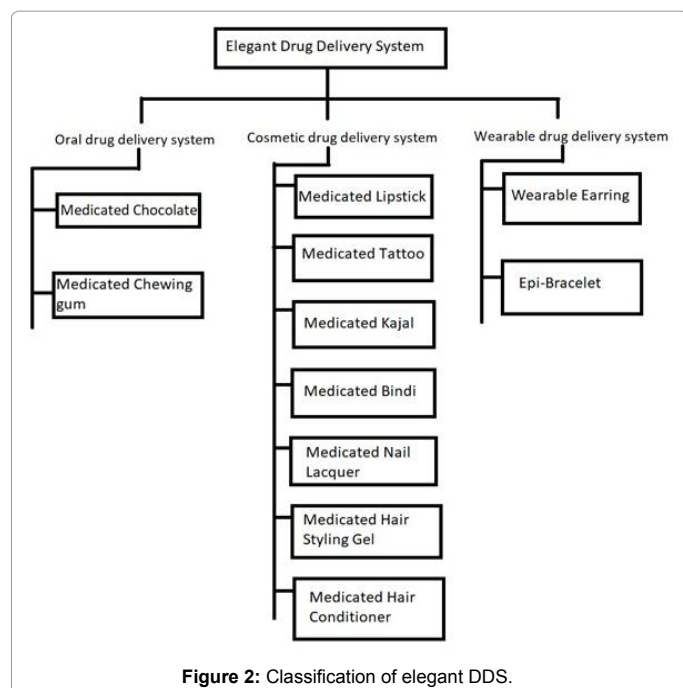 Elegant Drug Delivery System
Oral drug delivery system
Medicated Chocolate
Medicated Chewing
gum
Cosmetic drug delivery system
Medicated Lipstick
Medicated Tattoo
Medicated Kajal
Medicated Bindi
Medicated Nail
Lacquer
Medicated Hair
Styling Gel
Medicated Hair
Conditioner
Wearable drug delivery system
Wearable Earring
Epi-Bracelet
Figure 2: Classification of elegant DDS.